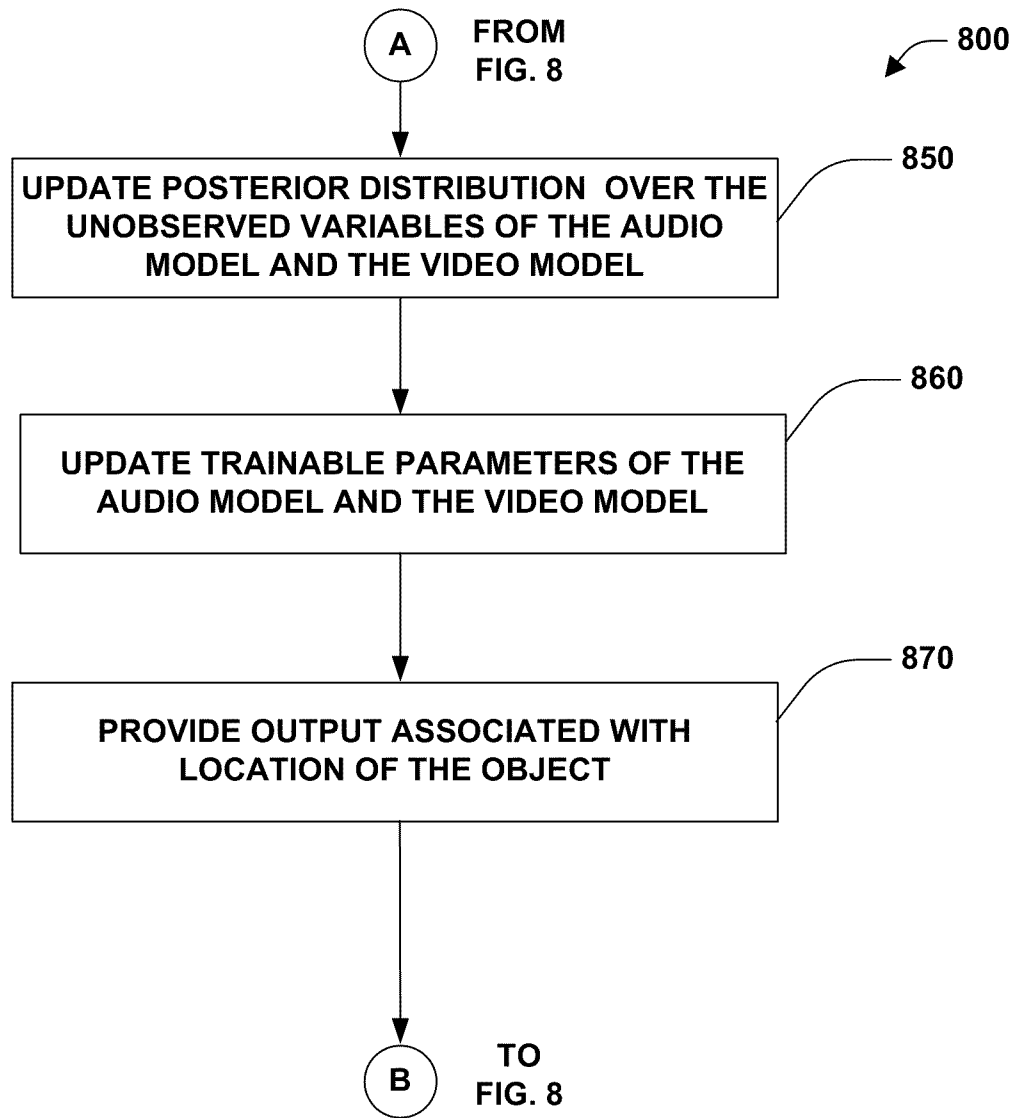 A
FROM
FIG. 8
800
850
UPDATE POSTERIOR DISTRIBUTION OVER THE
UNOBSERVED VARIABLES OF THE AUDIO
MODEL AND THE VIDEO MODEL
860
UPDATE TRAINABLE PARAMETERS OF THE
AUDIO MODEL AND THE VIDEO MODEL
870
PROVIDE OUTPUT ASSOCIATED WITH
LOCATION OF THE OBJECT
B
TO
FIG. 8